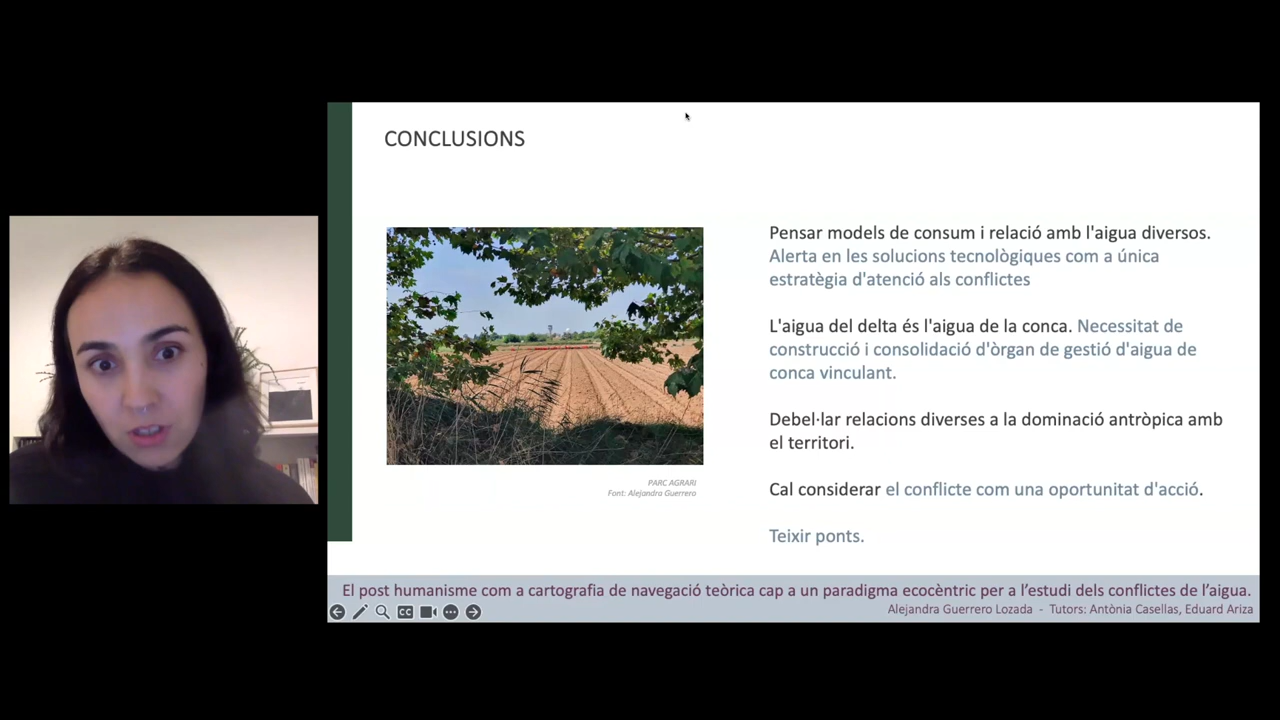 CONCLUSIONS
Pensar models de consum i relació amb l'aigua diversos.
Alerta en les solucions tecnològiques com a única
estratègia d'atenció als conflictes
L'aigua del delta és l'aigua de la conca. Necessitat de
construcció i consolidació d'òrgan de gestió d'aigua de
conca vinculant.
Debel·lar relacions diverses a la dominació antròpica amb
el territori.
Cal considerar el conflicte com una oportunitat d'acció.
Teixir ponts.
PARC AGRARI
Font: Alejandra Guerrero
El post humanisme com a cartografia de navegació teòrica cap a un paradigma ecocèntric per a l’estudi dels conflictes de l’aigua.
CC
Alejandra Guerrero Lozada - Tutors: Antònia Casellas, Eduard Ariza